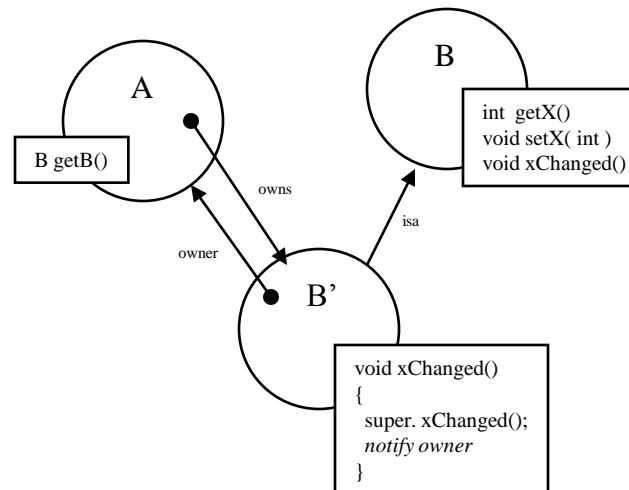 A
B getB()
B
int getX()
void setX( int )
void xChanged()
owns
owner
isa
B’
void xChanged()
{
super. xChanged();
notify owner
}